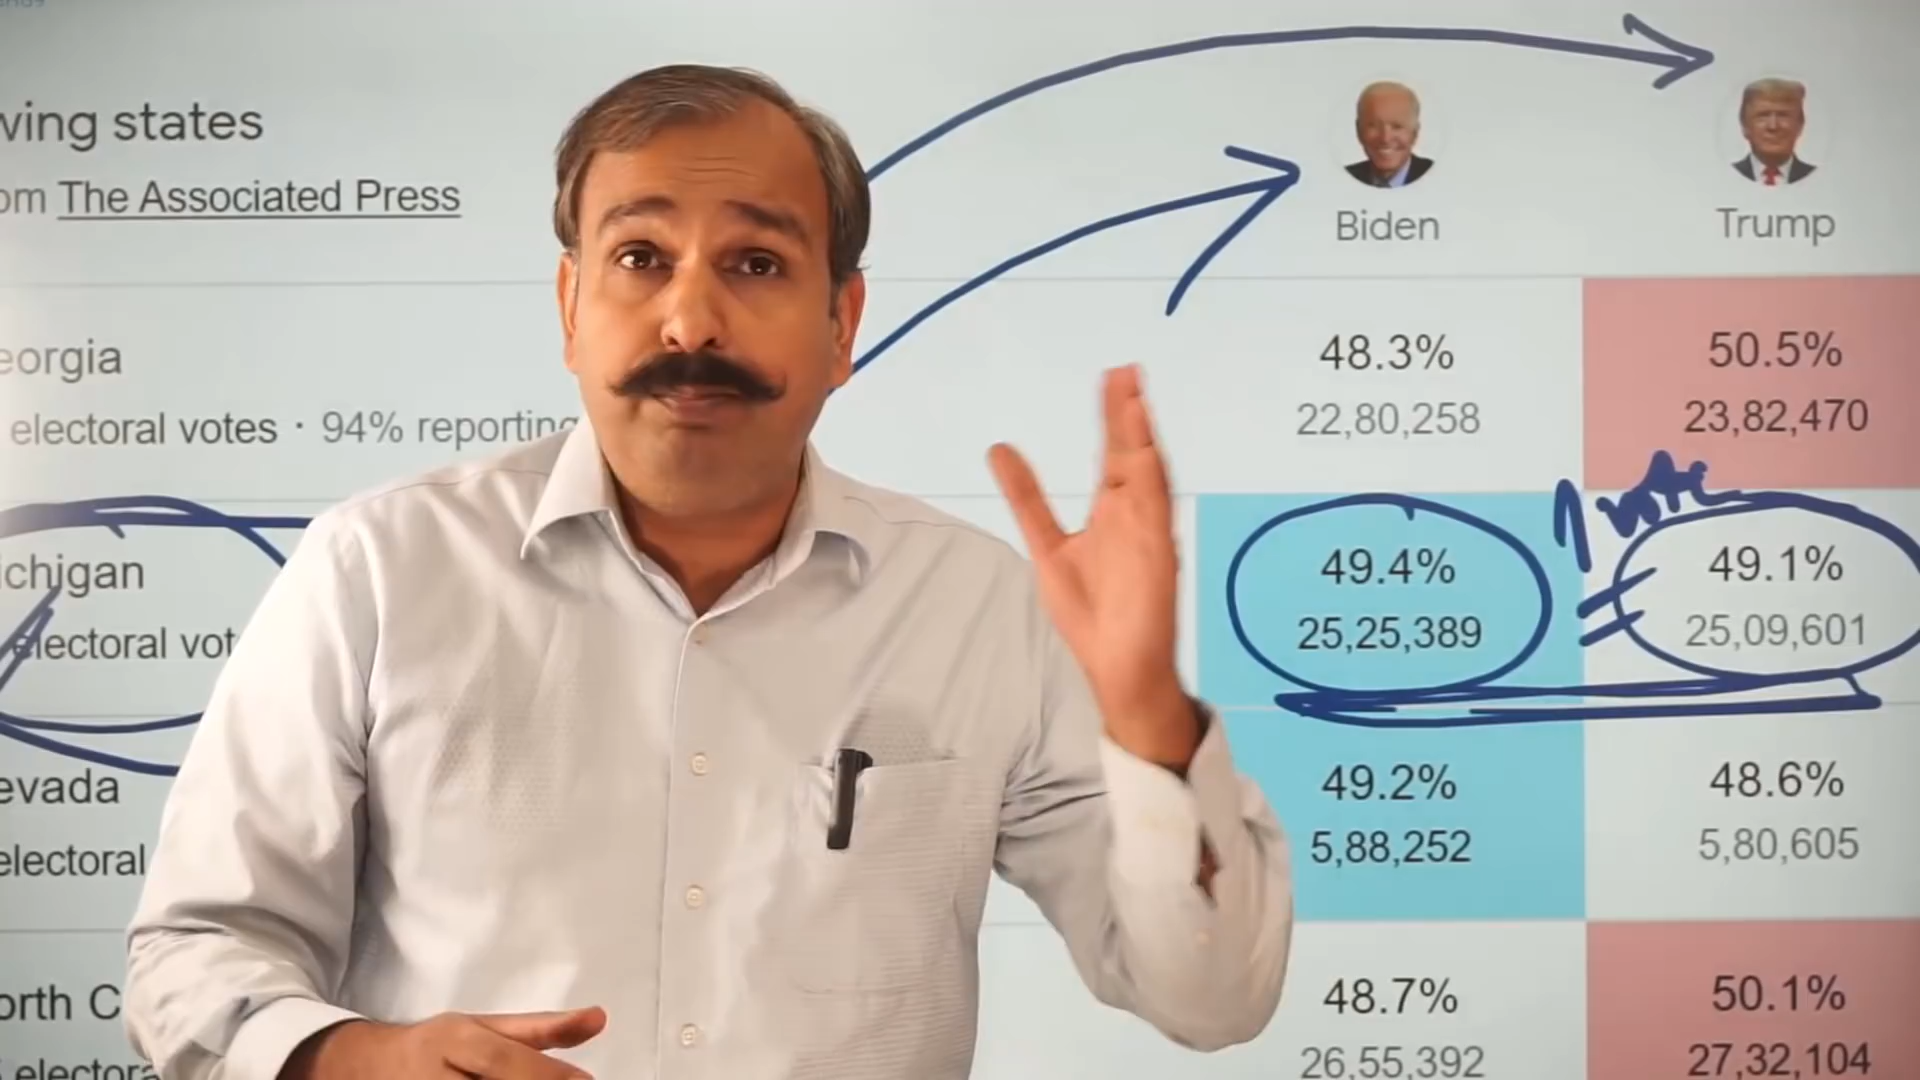 wing states
om The Associated Press
Biden
Trump
eorgia
48.3%
50.5%
electoral votes · 94% reporting
22,80,258
23,82,470
1 vote
ichigan
49.4%
49.1%
electoral vot
25,25,389
25,09,601
=
evada
49.2%
48.6%
electoral
5,88,252
5,80,605
orth C
48.7%
50.1%
electora
26,55,392
27,32,104